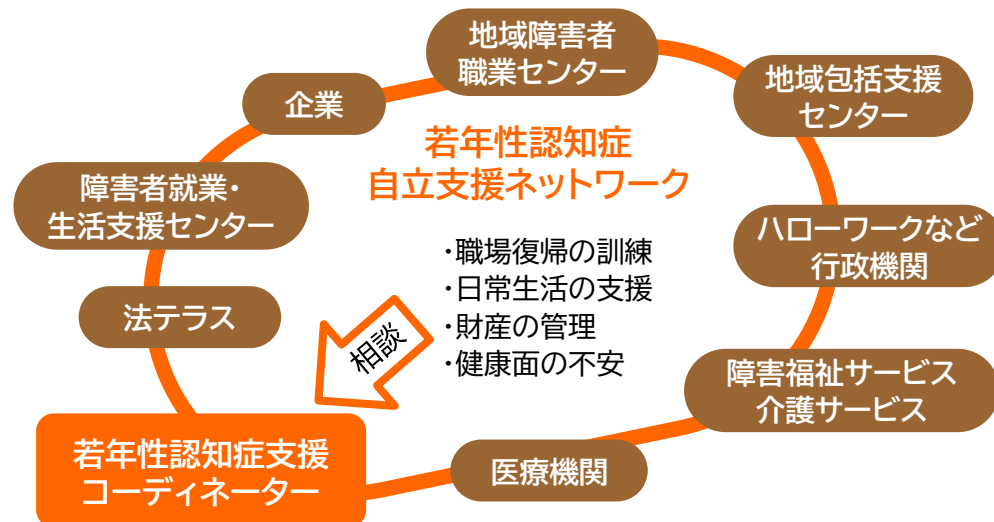 地域障害者
職業センター
地域包括支援
センター
企業
若年性認知症
自立支援ネットワーク
障害者就業・
生活支援センター
ハローワークなど
行政機関
・職場復帰の訓練
・日常生活の支援
・財産の管理
・健康面の不安
法テラス
相談
障害福祉サービス
介護サービス
若年性認知症支援
コーディネーター
医療機関